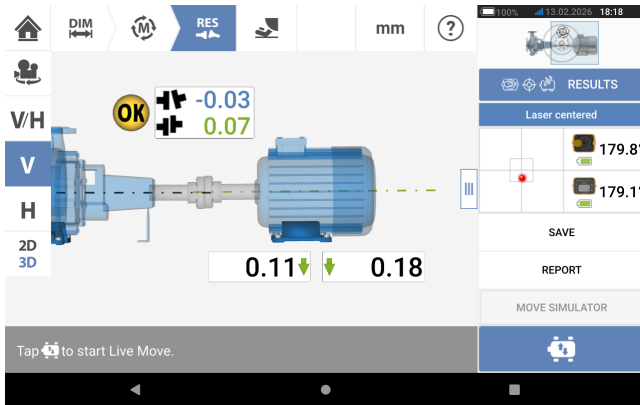 DIM
M
RES
mm
?
100% 13.02.2026 18:18
RESULTS
Laser centered
V/H
OK
-0.03
0.07
179.8°
V
179.1°
H
2D
3D
0.11
0.18
SAVE
REPORT
MOVE SIMULATOR
Tap to start Live Move.